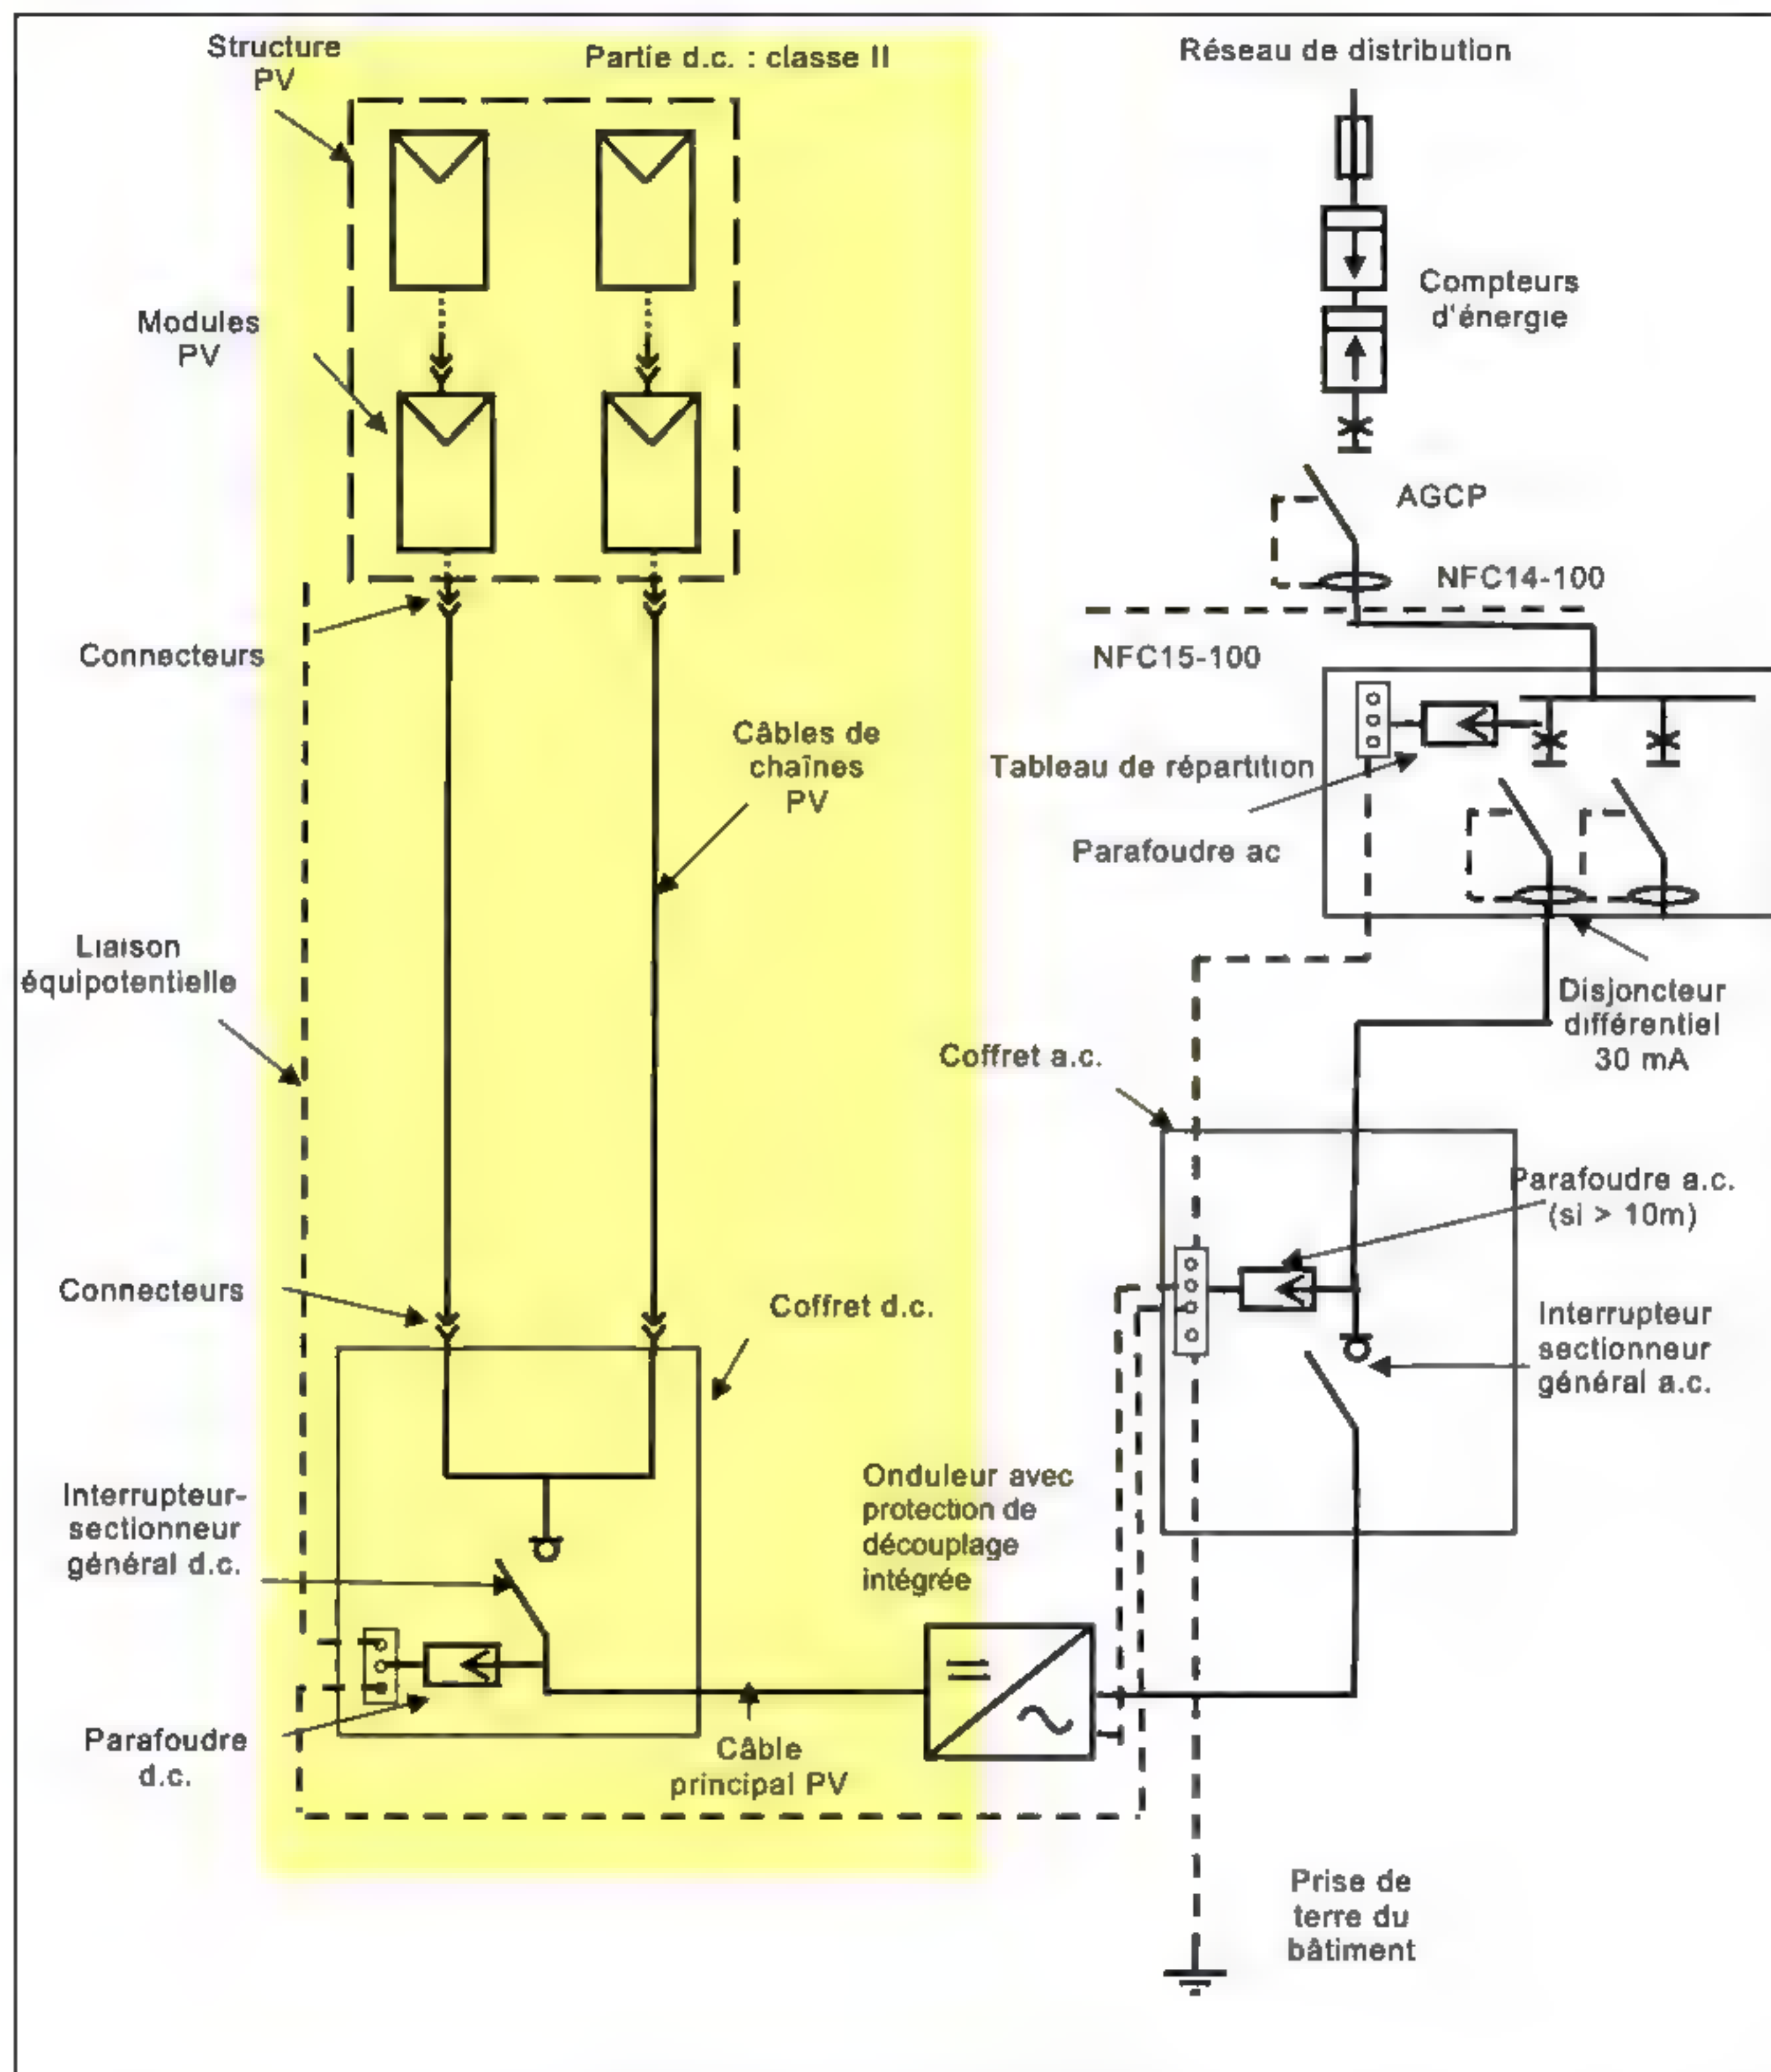 Structure
PV
Partie d.c. : classe II
Réseau de distribution
Modules
PV
Compteurs
d'énergie
AGCP
NFC14-100
NFC15-100
Connecteurs
Câbles de
chaînes
PV
Tableau de répartition
Parafoudre ac
Liaison
équipotentielle
Disjoncteur
différentiel
30 mA
Coffret a.c.
Parafoudre a.c.
(si > 10m)
Connecteurs
Coffret d.c.
Interrupteur
sectionneur
général a.c.
Interrupteur-
sectionneur
général d.c.
Onduleur avec
protection de
découplage
intégrée
Parafoudre
d.c.
Câble
principal PV
Prise de
terre du
bâtiment